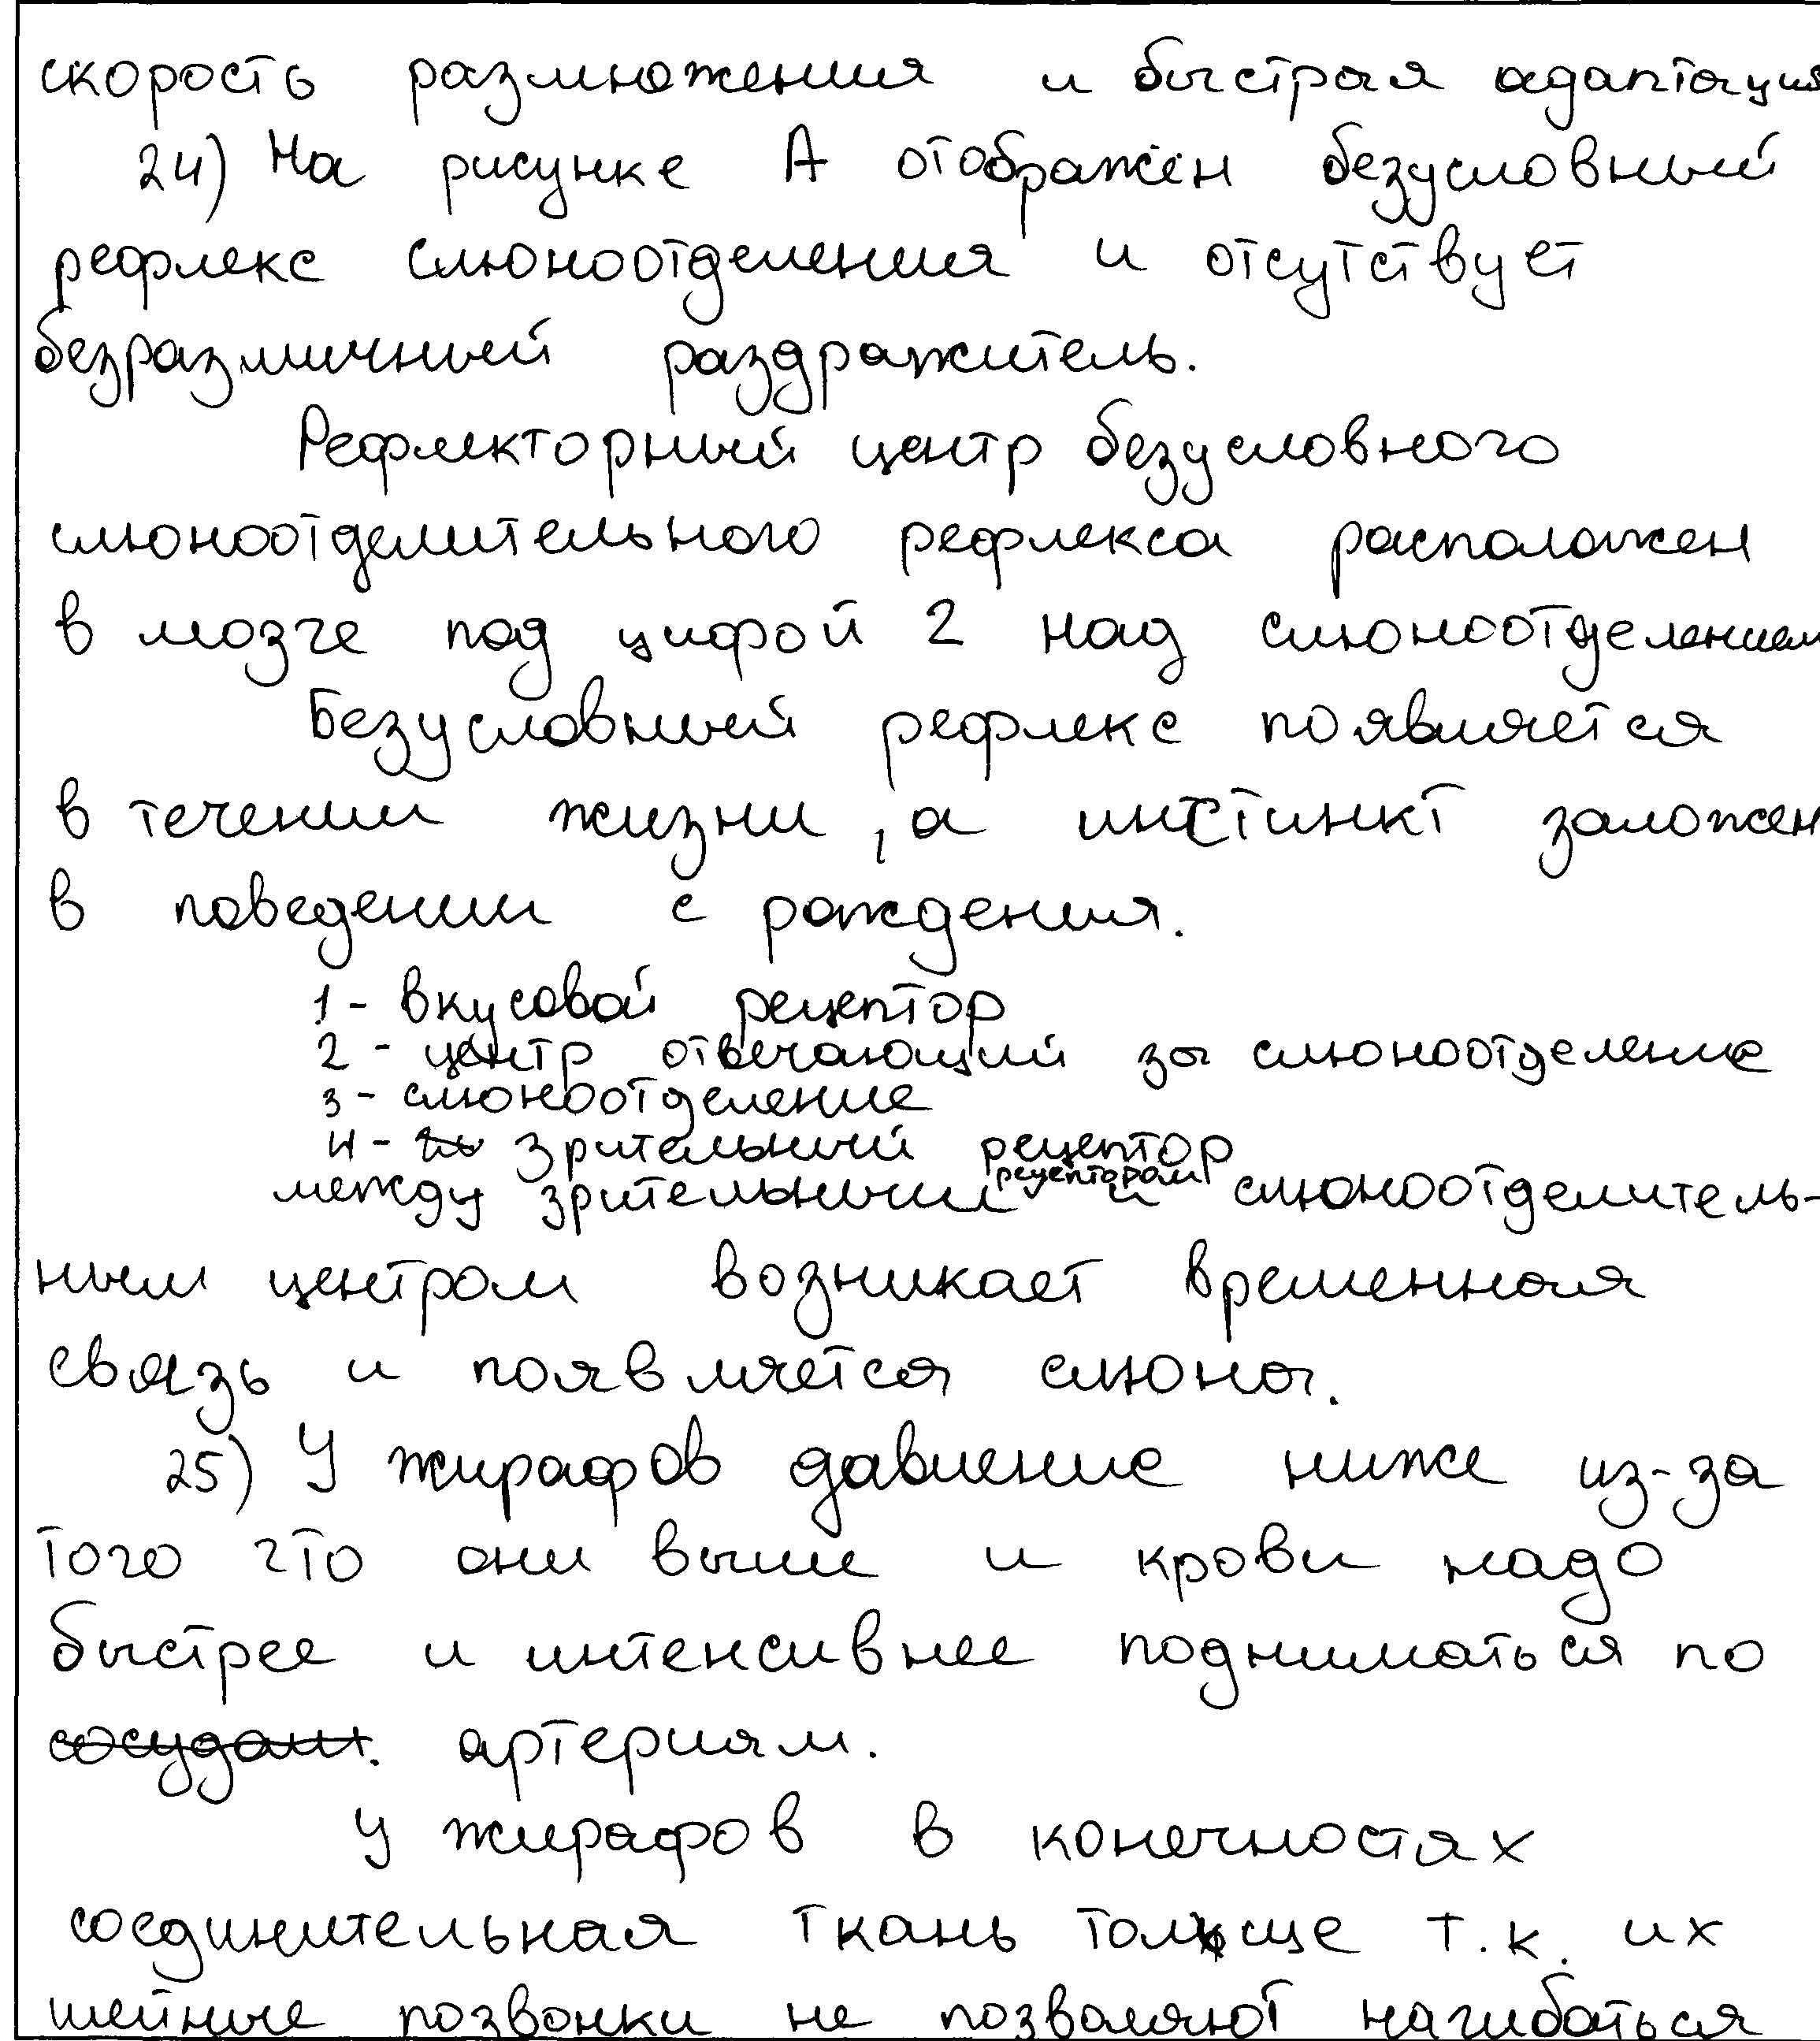 скорость размножения и быстрая адаптация
24) На рисунке А отображён безусловный
рефлекс слюноотделения и отсутствует
безразличный раздражитель.
Рефлекторный центр безусловного
слюноотделительного рефлекса расположен
в мозге под цифрой 2 над слюноотделением
Безусловный рефлекс появляется
в течении жизни, а инстинкт заложен
в поведении с рождения.
1 - вкусовой рецептор
2 - центр отвечающий за слюноотделение
3 - слюноотделение
4 - зрительный рецептор
между зрительным рецептором и слюноотделитель-
ным центром возникает временная
связь и появляется слюна.
25) У жирафов давление ниже из-за
того что они выше и крови надо
быстрее и интенсивнее подниматься по
сосудам. артериям.
У жирафов в конечностях
соединительная ткань толще т.к. их
шейные позвонки не позволяют нагибаться